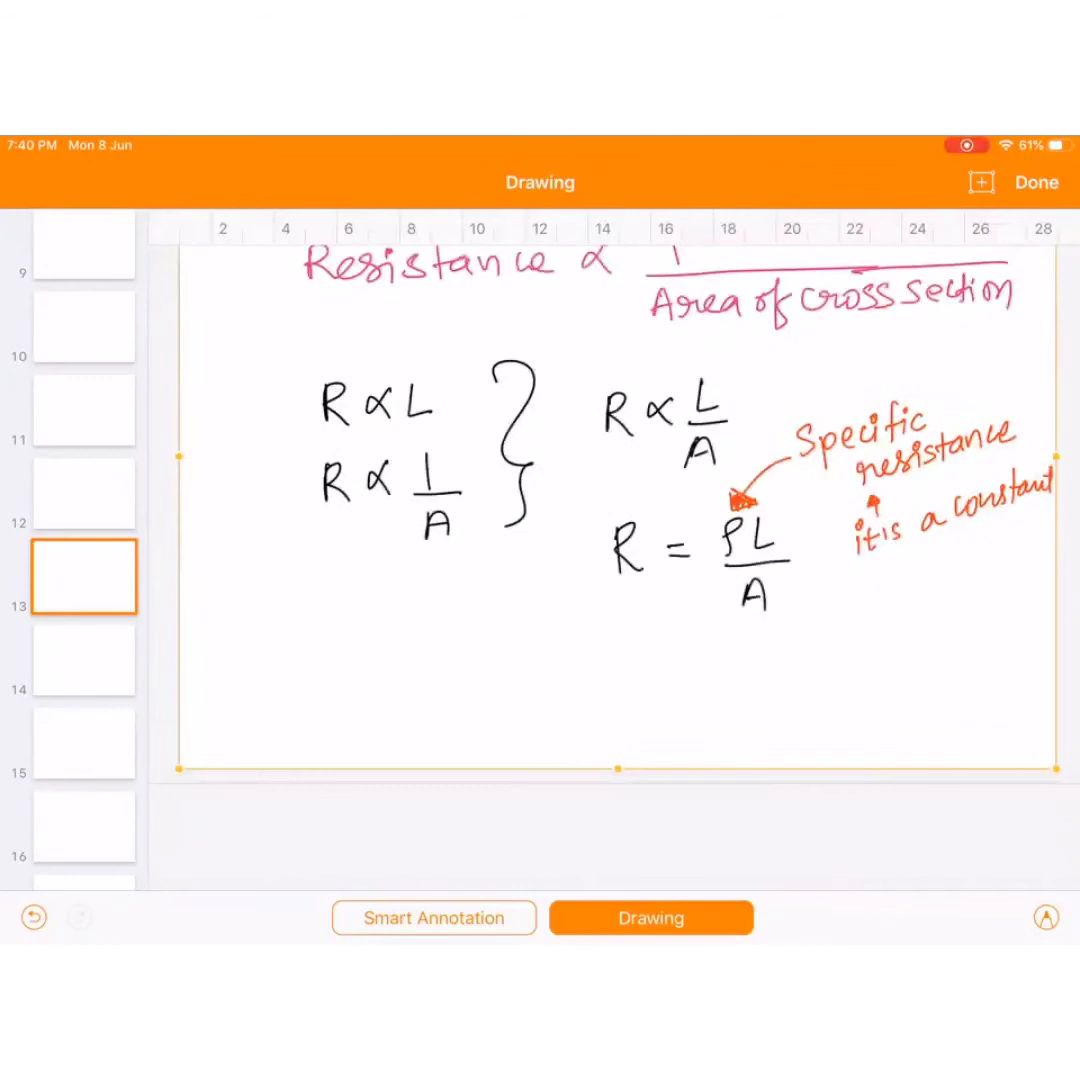 7:40 PM Mon 8 Jun
61%
Drawing
Done
2 4 6 8 10 12 14 16 18 20 22 24 26 28
9
10
11
12
13
14
15
16
Resistance ∝ 1
Area of cross section
R ∝ L
R ∝ 1
A
R ∝ L
A
Specific
resistance
it is a constant
R = ρL
A
Smart Annotation
Drawing